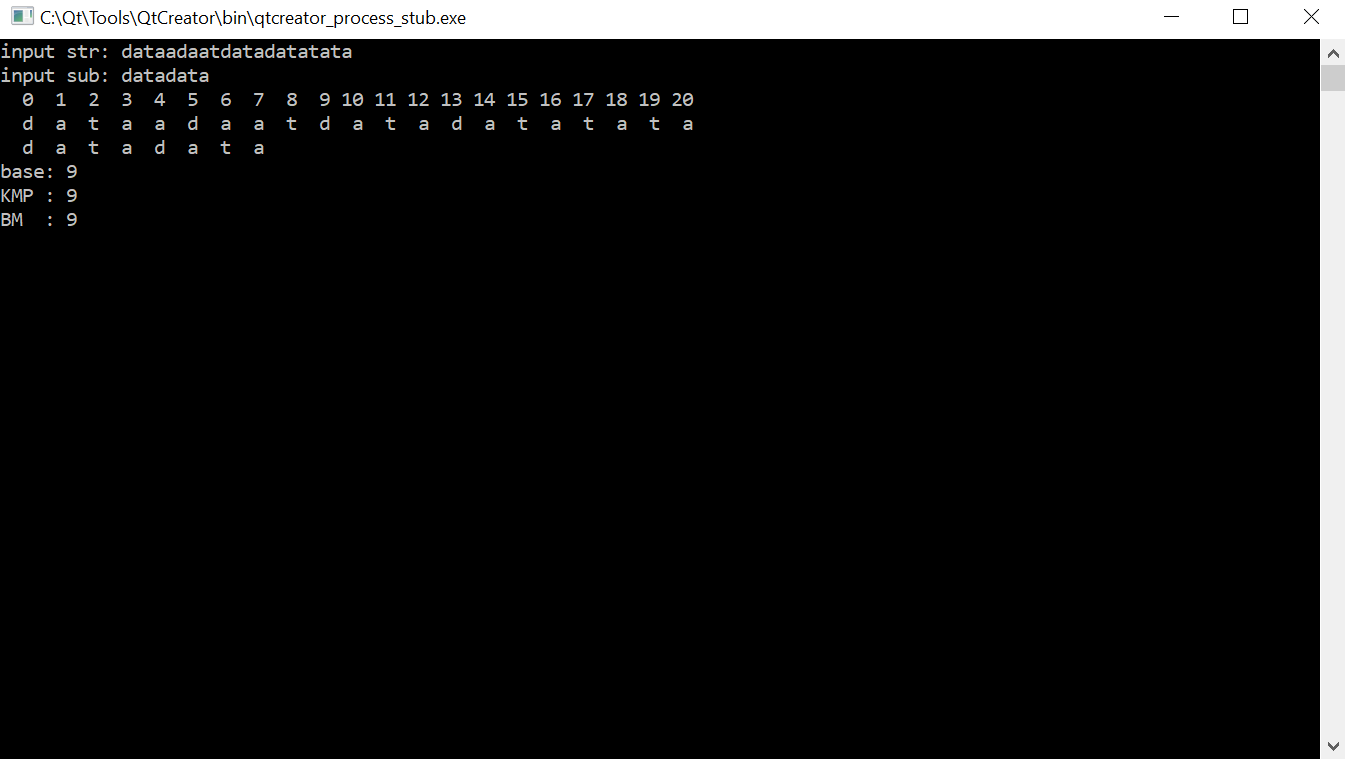 C:\Qt\Tools\QtCreator\bin\qtcreator_process_stub.exe
input str: dataadaatdatadatatata
input sub: datadata
  0  1  2  3  4  5  6  7  8  9 10 11 12 13 14 15 16 17 18 19 20
  d  a  t  a  a  d  a  a  t  d  a  t  a  d  a  t  a  t  a  t  a
  d  a  t  a  d  a  t  a
base: 9
KMP : 9
BM  : 9